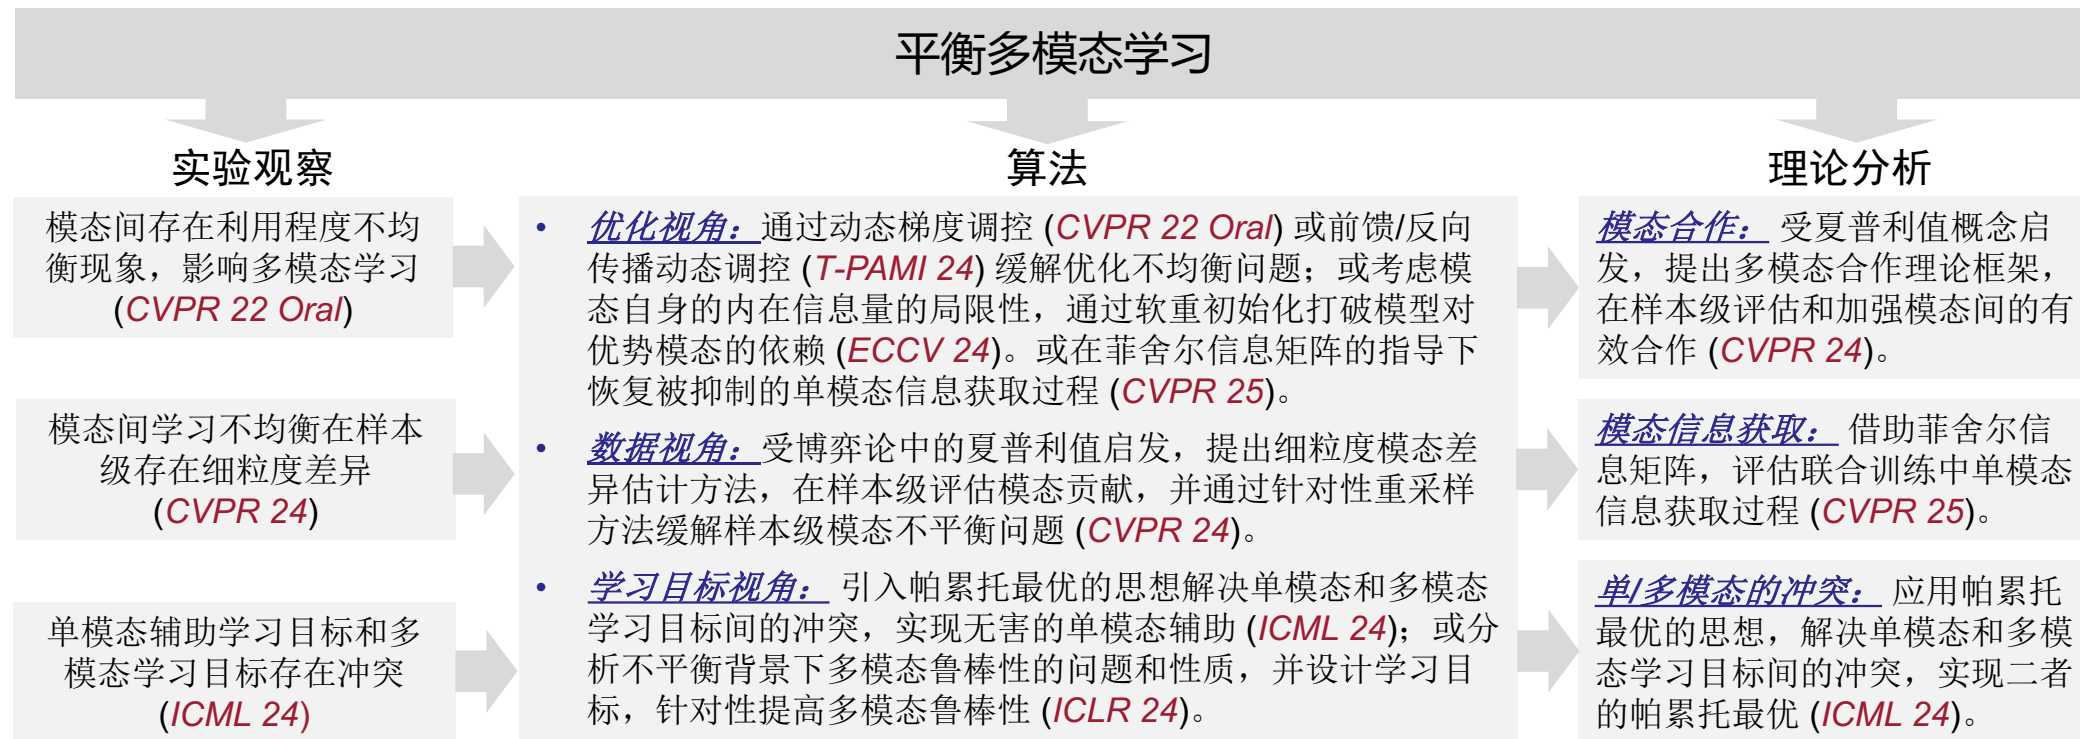 平衡多模态学习
实验观察
模态间存在利用程度不均
衡现象，影响多模态学习
(CVPR 22 Oral)
模态间学习不均衡在样本
级存在细粒度差异
(CVPR 24)
单模态辅助学习目标和多
模态学习目标存在冲突
(ICML 24)
算法
• 优化视角：通过动态梯度调控 (CVPR 22 Oral) 或前馈/反向
传播动态调控 (T-PAMI 24) 缓解优化不均衡问题；或考虑模
态自身的内在信息量的局限性，通过软重初始化打破模型对
优势模态的依赖 (ECCV 24)。或在菲舍尔信息矩阵的指导下
恢复被抑制的单模态信息获取过程 (CVPR 25)。
• 数据视角：受博弈论中的夏普利值启发，提出细粒度模态差
异估计方法，在样本级评估模态贡献，并通过针对性重采样
方法缓解样本级模态不平衡问题 (CVPR 24)。
• 学习目标视角：引入帕累托最优的思想解决单模态和多模态
学习目标间的冲突，实现无害的单模态辅助 (ICML 24)；或分
析不平衡背景下多模态鲁棒性的问题和性质，并设计学习目
标，针对性提高多模态鲁棒性 (ICLR 24)。
理论分析
模态合作：受夏普利值概念启
发，提出多模态合作理论框架，
在样本级评估和加强模态间的有
效合作 (CVPR 24)。
模态信息获取：借助菲舍尔信
息矩阵，评估联合训练中单模态
信息获取过程 (CVPR 25)。
单/多模态的冲突：应用帕累托
最优的思想，解决单模态和多模
态学习目标间的冲突，实现二者
的帕累托最优 (ICML 24)。